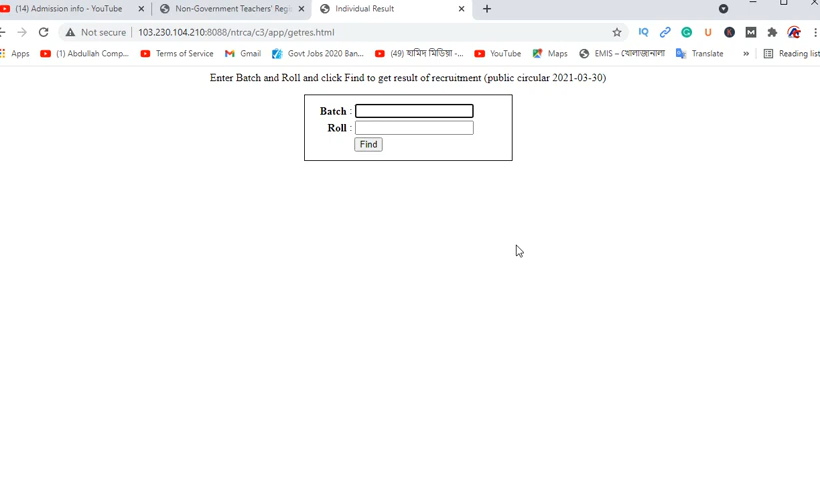 (14) Admission info - YouTube
Non-Government Teachers' Regi
Individual Result
Not secure
103.230.104.210:8088/ntrca/c3/app/getres.html
Apps
(1) Abdullah Comp...
Terms of Service
Gmail
Govt Jobs 2020 Ban...
(49) হামিদ মিডিয়া -...
YouTube
Maps
EMIS – খোলাজানালা
Translate
»
Reading list
Enter Batch and Roll and click Find to get result of recruitment (public circular 2021-03-30)
Batch :
Roll :
Find